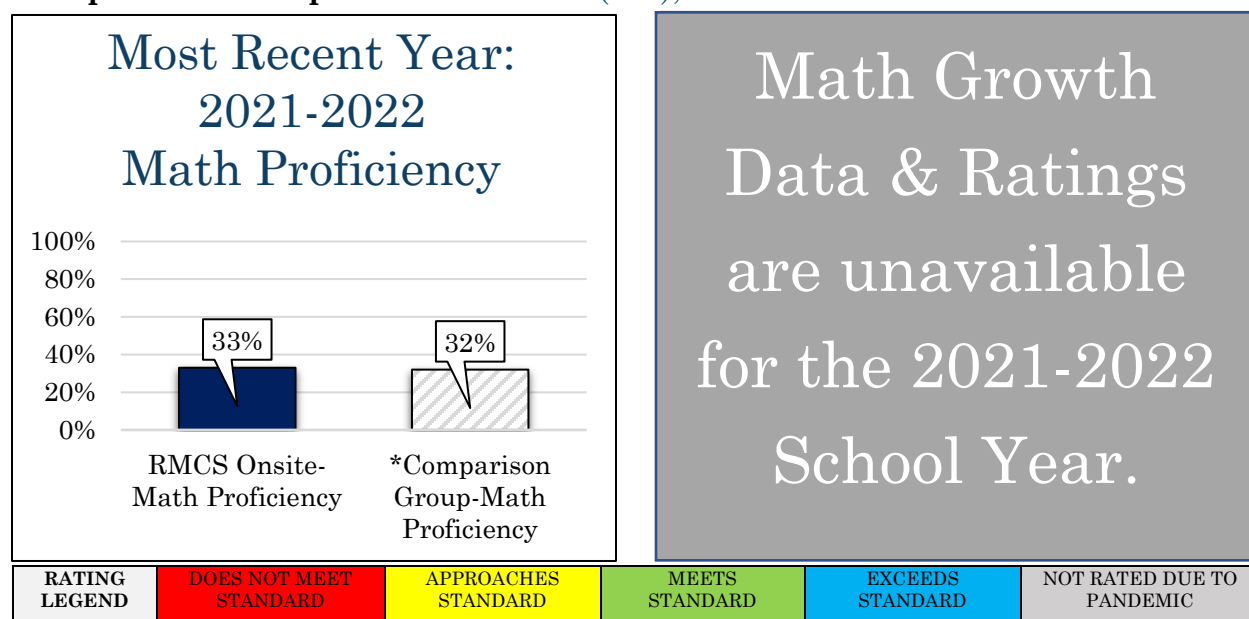 Most Recent Year:
2021-2022
Math Proficiency
100%
80%
60%
40%
20%
0%
33%
32%
RMCS Onsite-
Math Proficiency
*Comparison
Group-Math
Proficiency
Math Growth
Data & Ratings
are unavailable
for the 2021-2022
School Year.
RATING
LEGEND
DOES NOT MEET
STANDARD
APPROACHES
STANDARD
MEETS
STANDARD
EXCEEDS
STANDARD
NOT RATED DUE TO
PANDEMIC